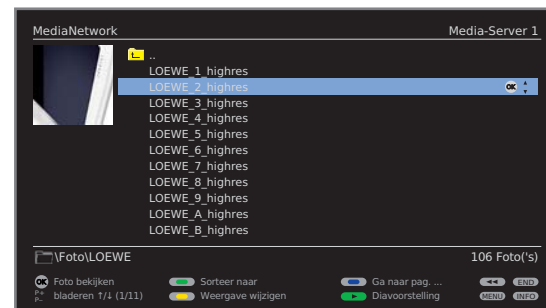 MediaNetwork Media-Server 1
..
LOEWE_1_highres
LOEWE_2_highres
LOEWE_3_highres
LOEWE_4_highres
LOEWE_5_highres
LOEWE_6_highres
LOEWE_7_highres
LOEWE_8_highres
LOEWE_9_highres
LOEWE_A_highres
LOEWE_B_highres
\Foto\LOEWE 106 Foto('s)
OK Foto bekijken Sorteer naar Ga naar pag. ... END
P+ P− bladeren ↑/↓ (1/11) Weergave wijzigen Diavoorstelling MENU INFO